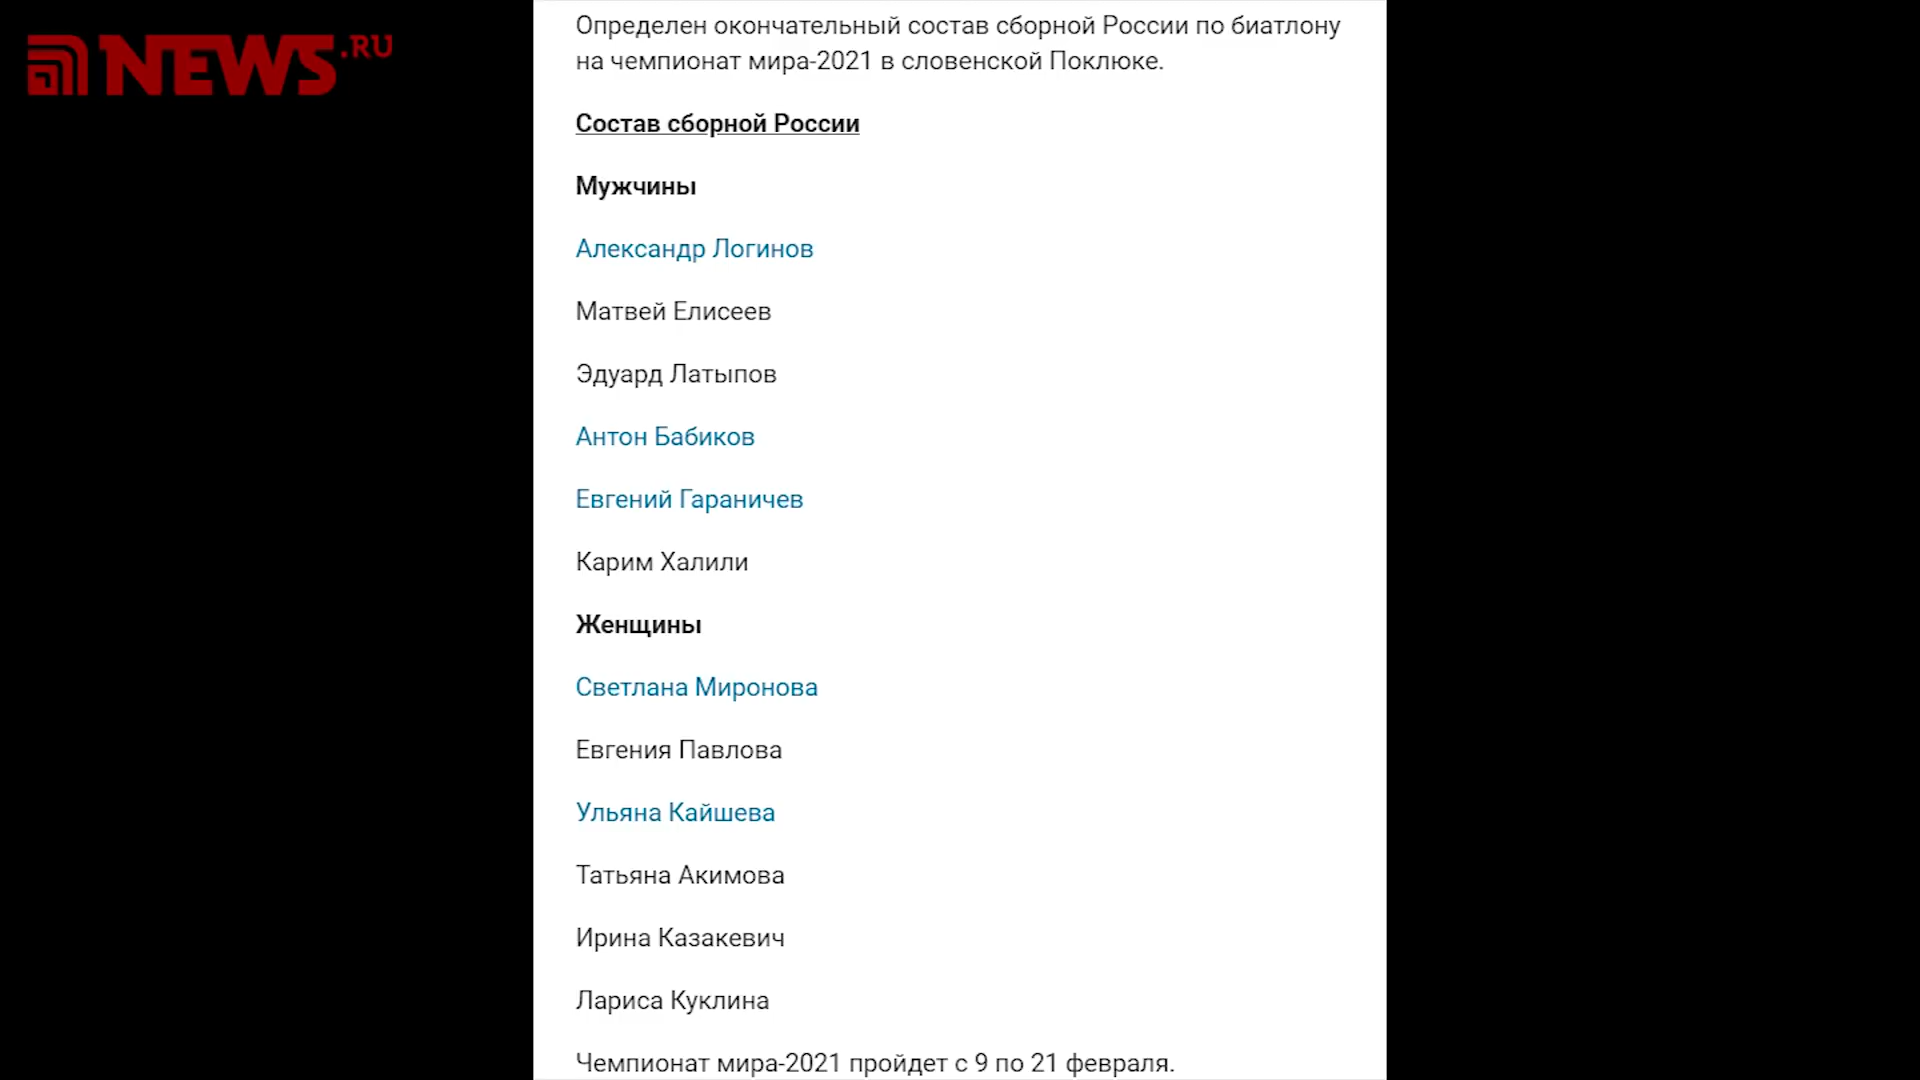 NEWS.RU
Определен окончательный состав сборной России по биатлону
на чемпионат мира-2021 в словенской Поклюке.
Состав сборной России
Мужчины
Александр Логинов
Матвей Елисеев
Эдуард Латыпов
Антон Бабиков
Евгений Гараничев
Карим Халили
Женщины
Светлана Миронова
Евгения Павлова
Ульяна Кайшева
Татьяна Акимова
Ирина Казакевич
Лариса Куклина
Чемпионат мира-2021 пройдет с 9 по 21 февраля.